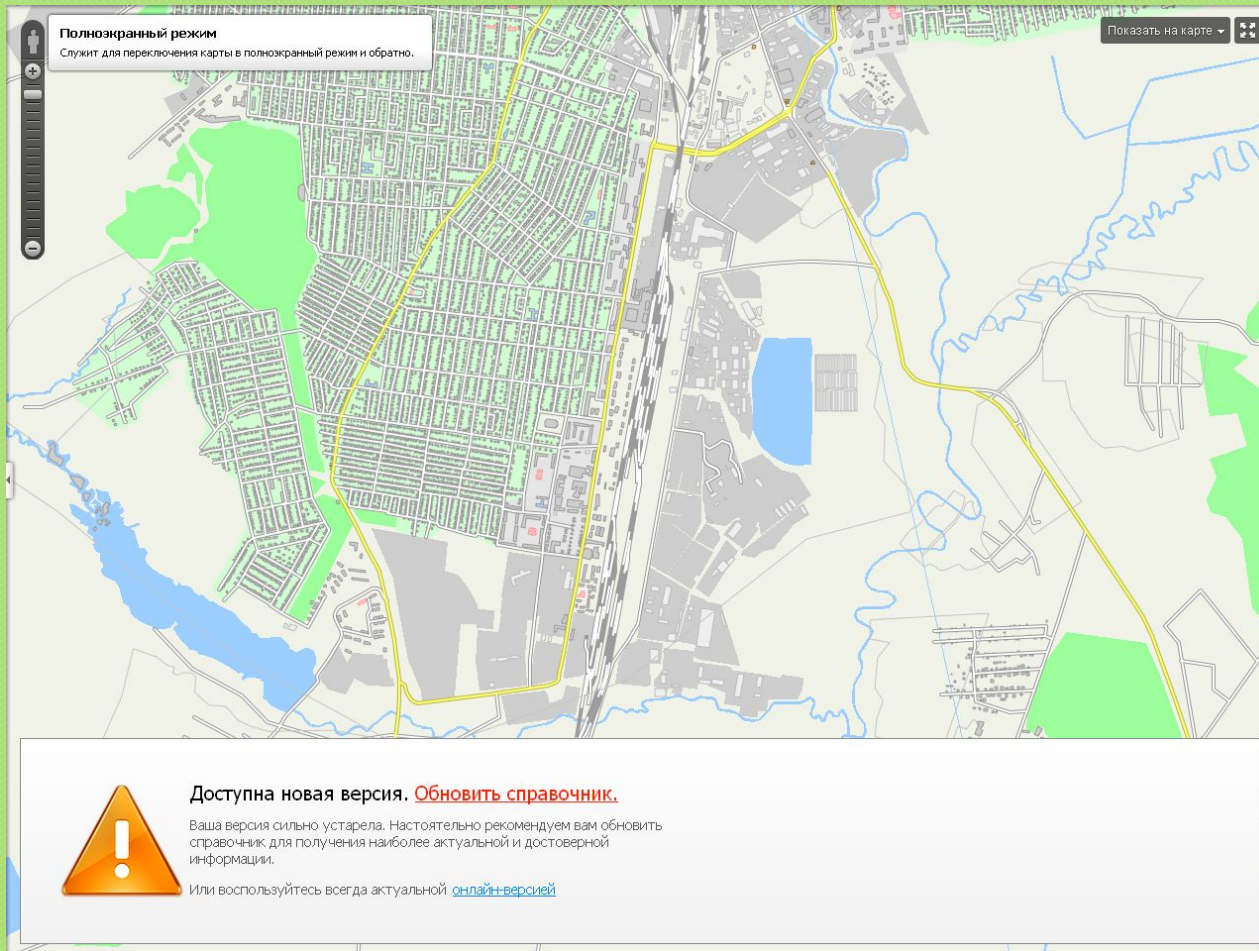 Полноэкранный режим
Служит для переключения карты в полноэкранный режим и обратно.
Показать на карте
Доступна новая версия. Обновить справочник.
Ваша версия сильно устарела. Настоятельно рекомендуем вам обновить
справочник для получения наиболее актуальной и достоверной
информации.
Или воспользуйтесь всегда актуальной онлайн-версией